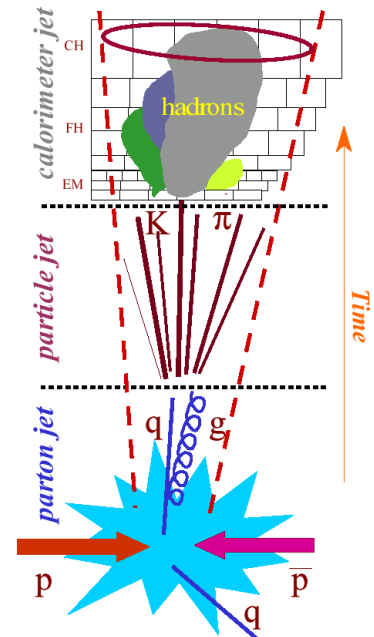 CH
calorimeter jet
hadrons
FH
EM
K
π
particle jet
Time
q
g
parton jet
p
p̅
q